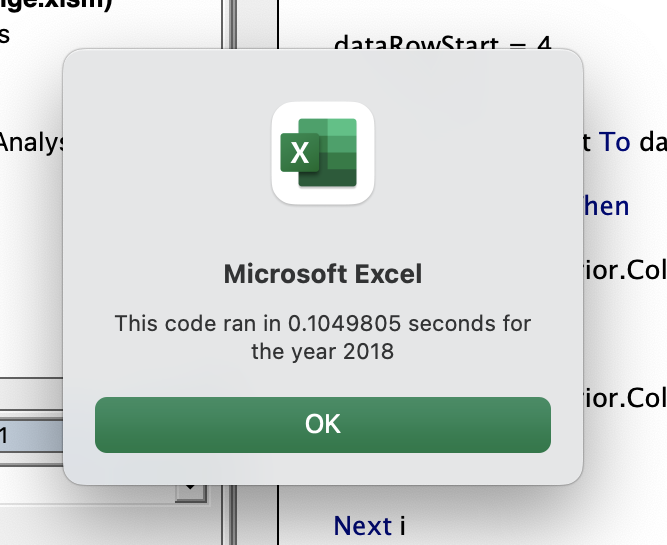 nge.xlsm)
s
dataRowStart = 4
Analys
t To da
hen
rior.Col
X
Microsoft Excel
This code ran in 0.1049805 seconds for
the year 2018
rior.Col
OK
1
Next i